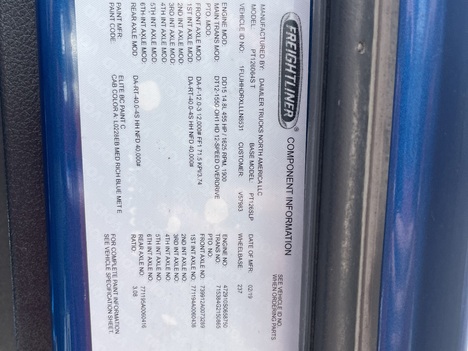 FREIGHTLINER
COMPONENT INFORMATION
SEE VEHICLE ID NO.
WHEN ORDERING PARTS
MANUFACTURED BY: DAIMLER TRUCKS NORTH AMERICA LLC
MODEL: PT126064S T BASE MODEL: PT126SLP DATE OF MFR: 02/19
VEHICLE ID NO: CUSTOMER: WHEELBASE: 237
ENGINE MOD: DD15 14.8L 455 HP / 1625 RPM, 1900 ENGINE NO:
MAIN TRANS MOD: DT12-1550 OH1 HD 12-SPEED OVERDRIVE TRANS NO:
PTO. MOD: PTO NO:
FRONT AXLE MOD: DA-F-12.0-3 12,000# FF1 71.5 KPI/3.74 FRONT AXLE NO:
1ST INT AXLE MOD: DA-RT-40.0-4S HH NFD 40,000# 1ST INT AXLE NO:
2ND INT AXLE MOD: 2ND INT AXLE NO:
3RD INT AXLE MOD: 3RD INT AXLE NO:
4TH INT AXLE MOD: 4TH INT AXLE NO:
5TH INT AXLE MOD: 5TH INT AXLE NO:
6TH INT AXLE MOD: 6TH INT AXLE NO:
REAR AXLE MOD: DA-RT-40.0-4S HH NFD 40,000# REAR AXLE NO:
RATIO: 3.08
PAINT MFR: ELITE BC PAINT C FOR COMPLETE PAINT INFORMATION
PAINT CODE: CAB COLOR A: L0228EB MED RICH BLUE MET E SEE VEHICLE SPECIFICATION SHEET.